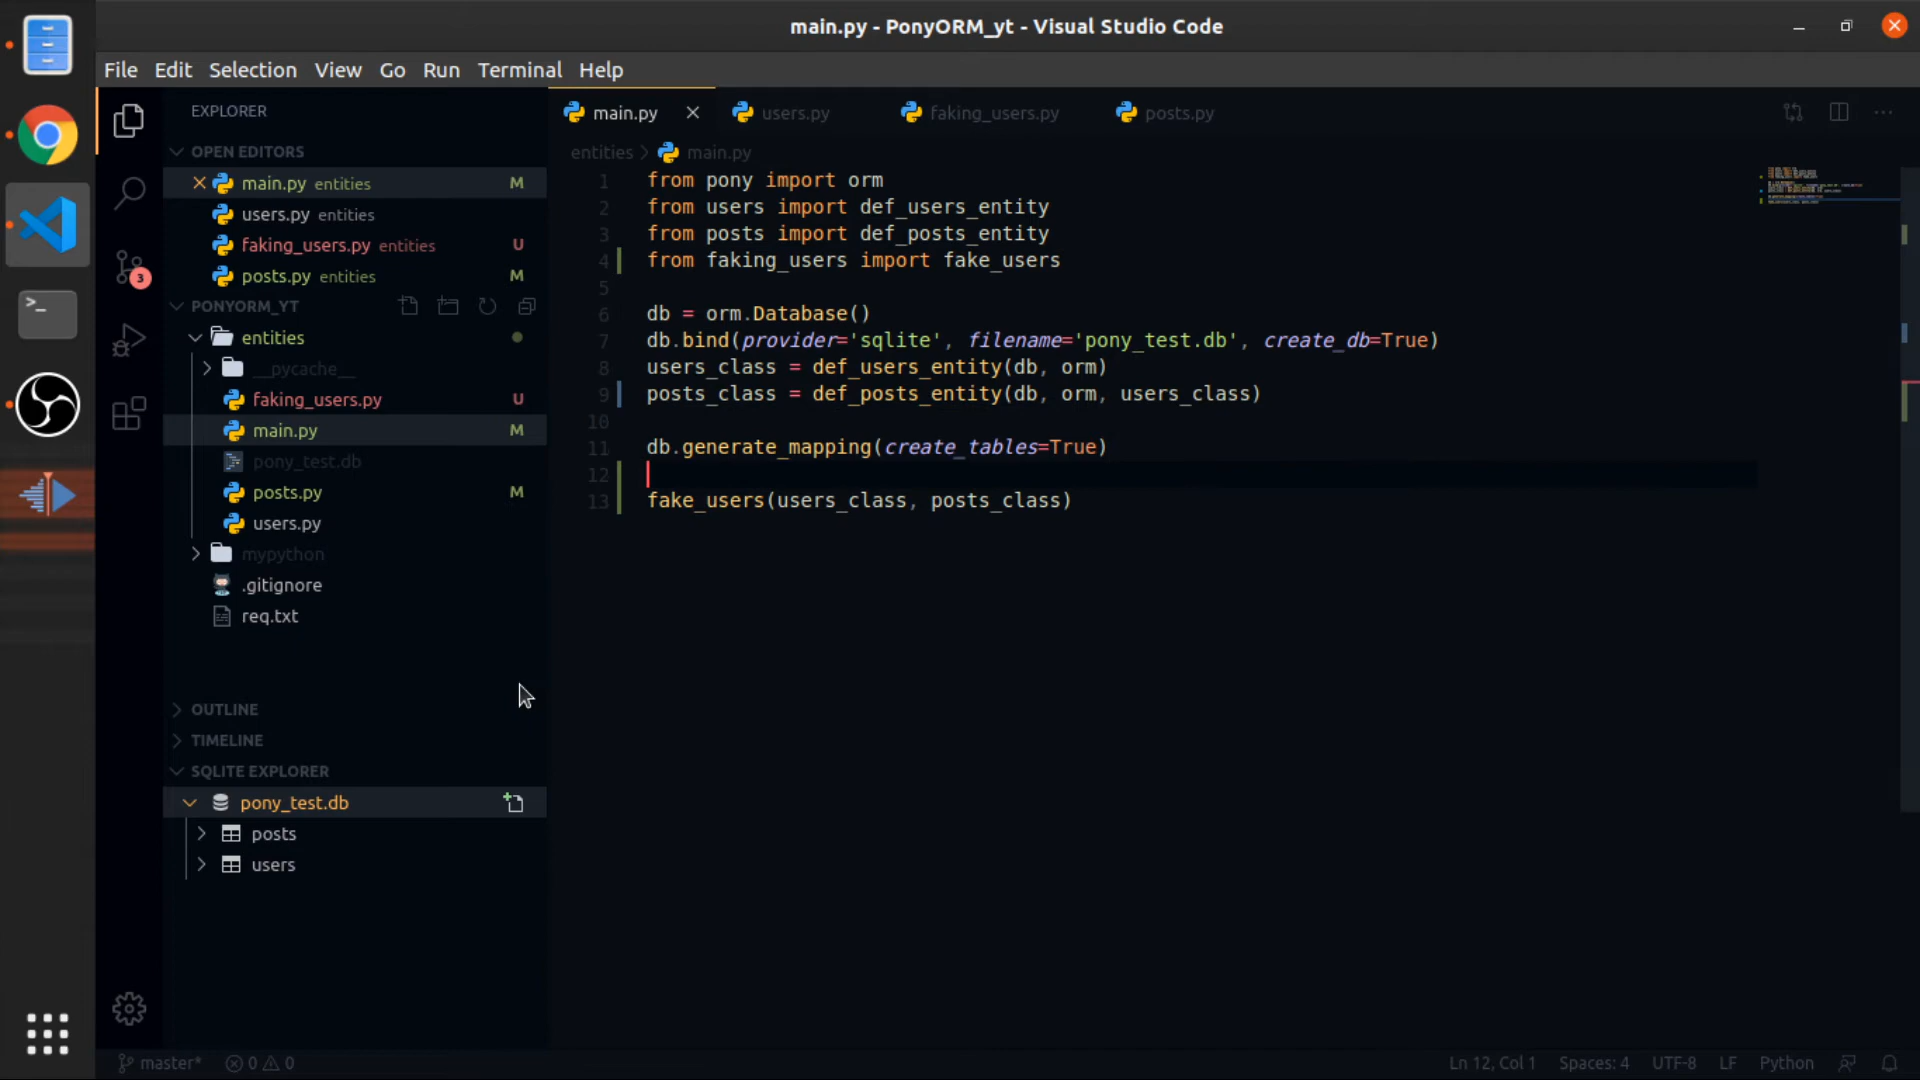 main.py - PonyORM_yt - Visual Studio Code
File Edit Selection View Go Run Terminal Help
EXPLORER
OPEN EDITORS
main.py entities M
users.py entities
faking_users.py entities U
posts.py entities M
PONYORM_YT
entities
__pycache__
faking_users.py U
main.py M
pony_test.db
posts.py M
users.py
mypython
.gitignore
req.txt
OUTLINE
TIMELINE
SQLITE EXPLORER
pony_test.db
posts
users
3
main.py users.py faking_users.py posts.py
entities > main.py
1 from pony import orm
2 from users import def_users_entity
3 from posts import def_posts_entity
4 from faking_users import fake_users
5
6 db = orm.Database()
7 db.bind(provider='sqlite', filename='pony_test.db', create_db=True)
8 users_class = def_users_entity(db, orm)
9 posts_class = def_posts_entity(db, orm, users_class)
10
11 db.generate_mapping(create_tables=True)
12
13 fake_users(users_class, posts_class)
master* 0 0 Ln 12, Col 1 Spaces: 4 UTF-8 LF Python